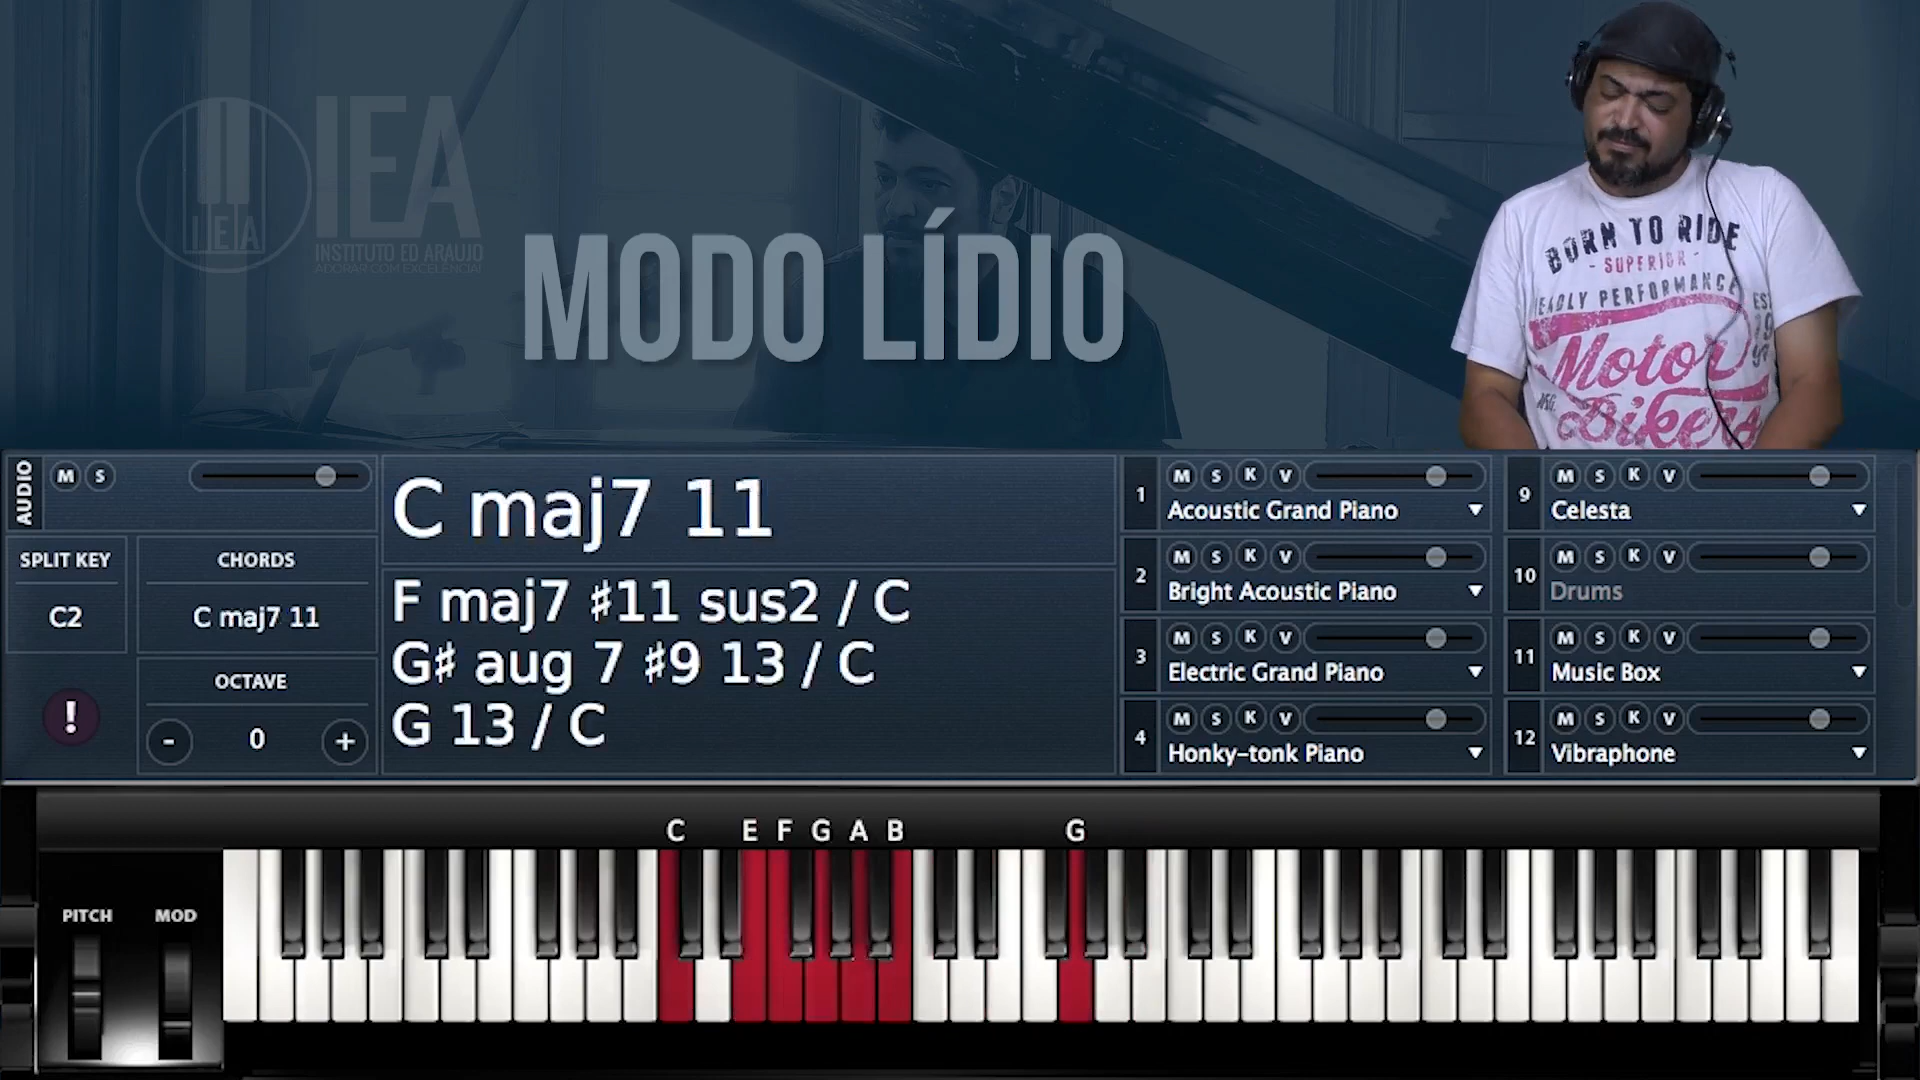 IEA
INSTITUTO ED ARAUJO
ADORAR COM EXCELENCIA!
IEA
MODO LÍDIO
BORN TO RIDE
- SUPERIOR -
DEADLY PERFORMANCE
Motor
Bikers
AUDIO
M S
SPLIT KEY
C2
!
CHORDS
C maj7 11
OCTAVE
- 0 +
C maj7 11
F maj7 ♯11 sus2 / C
G♯ aug 7 ♯9 13 / C
G 13 / C
1 M S K V
Acoustic Grand Piano
2 M S K V
Bright Acoustic Piano
3 M S K V
Electric Grand Piano
4 M S K V
Honky-tonk Piano
9 M S K V
Celesta
10 M S K V
Drums
11 M S K V
Music Box
12 M S K V
Vibraphone
C E F G A B G
PITCH MOD